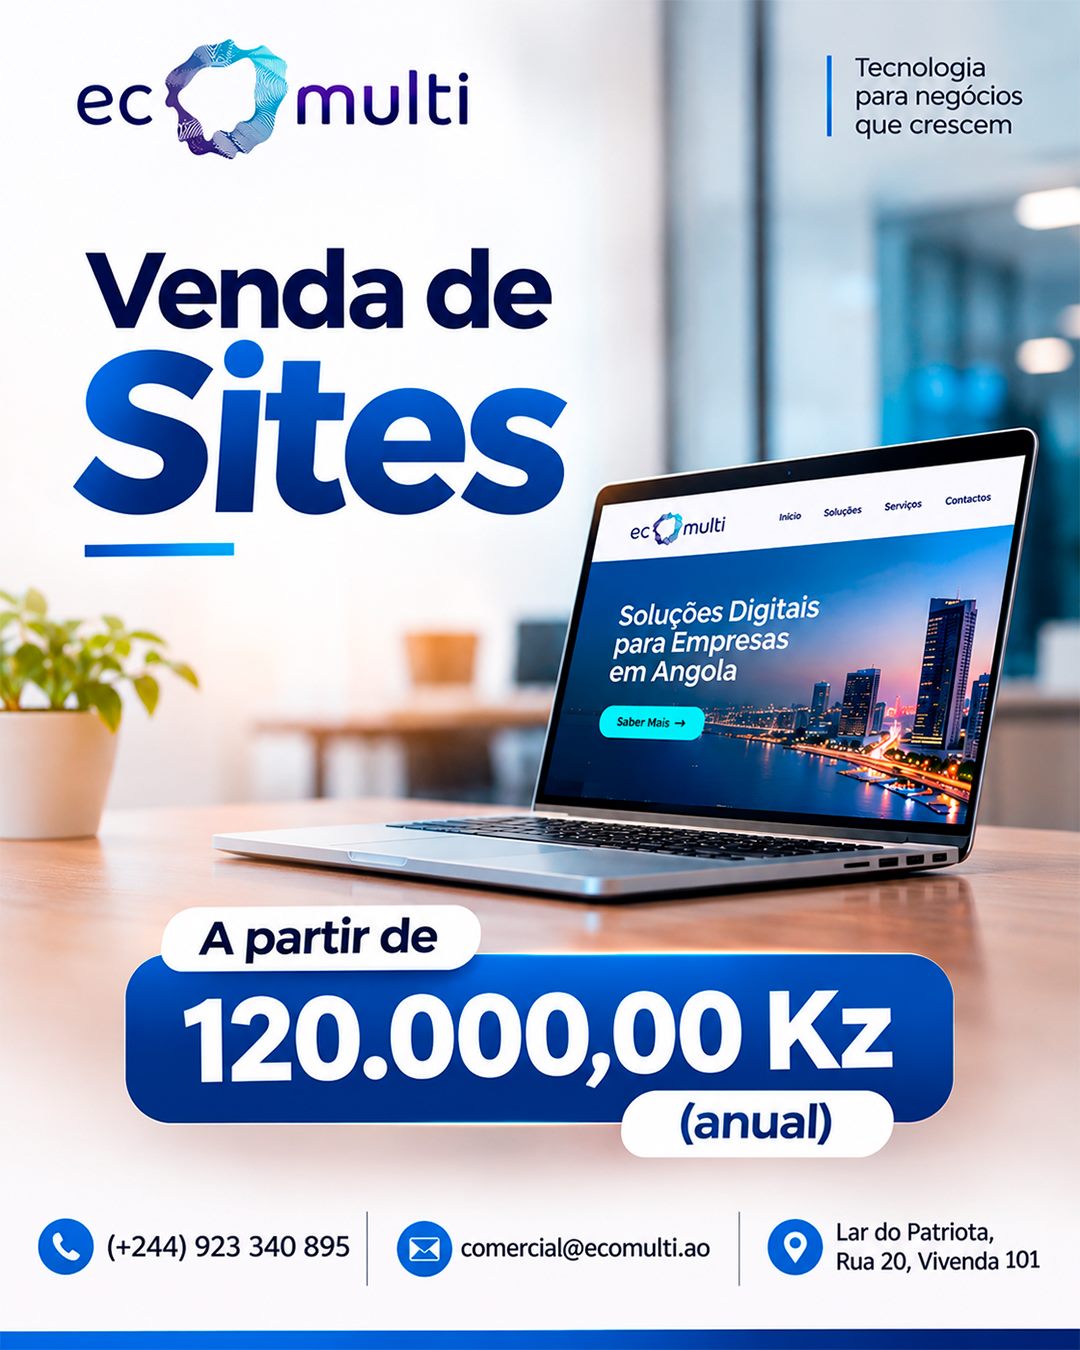 ecomulti
Tecnologia
para negócios
que crescem
Venda de
Sites
ecomulti
Início Soluções Serviços Contactos
Soluções Digitais
para Empresas
em Angola
Saber Mais →
A partir de
120.000,00 Kz
(anual)
(+244) 923 340 895
comercial@ecomulti.ao
Lar do Patriota,
Rua 20, Vivenda 101